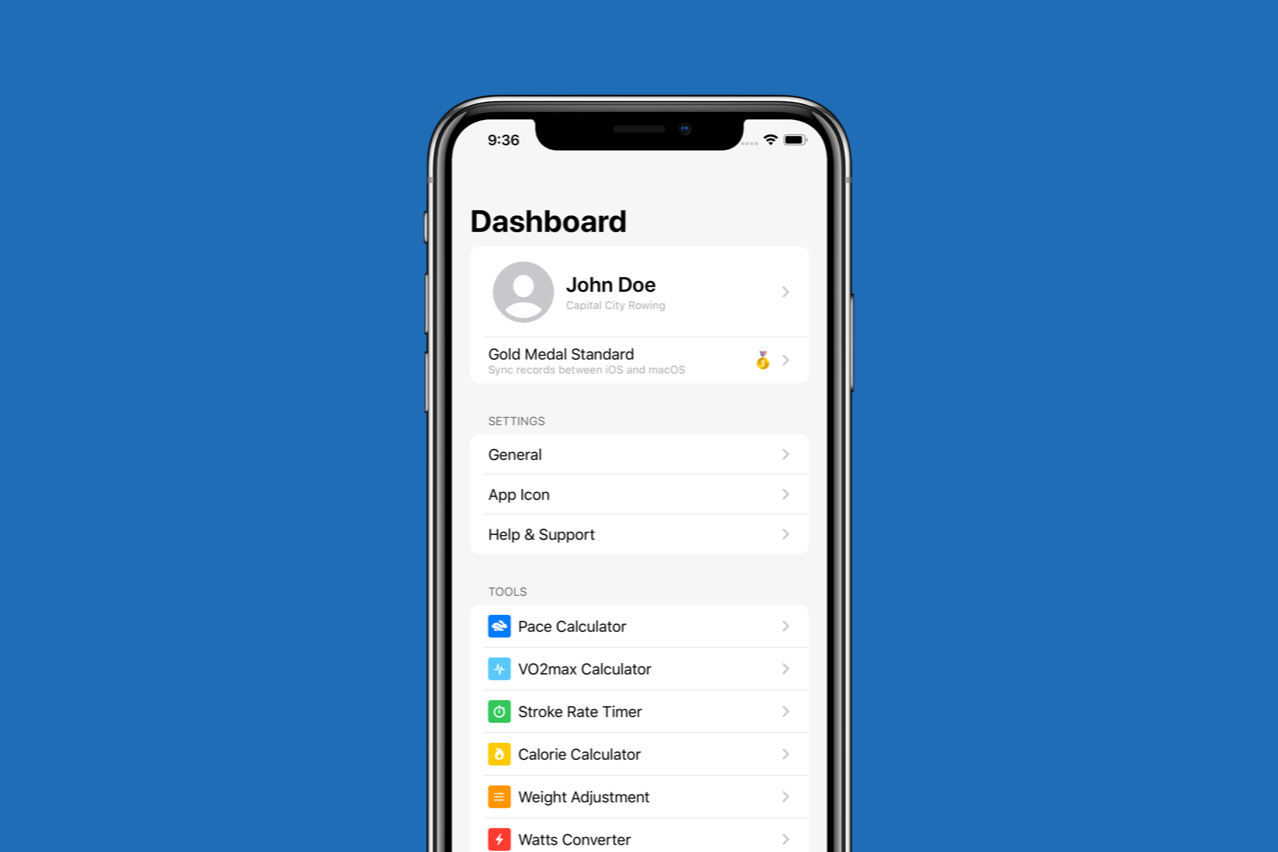 9:36
Dashboard
John Doe
Capital City Rowing
Gold Medal Standard
Sync records between iOS and macOS
SETTINGS
General
App Icon
Help & Support
TOOLS
Pace Calculator
VO2max Calculator
Stroke Rate Timer
Calorie Calculator
Weight Adjustment
Watts Converter